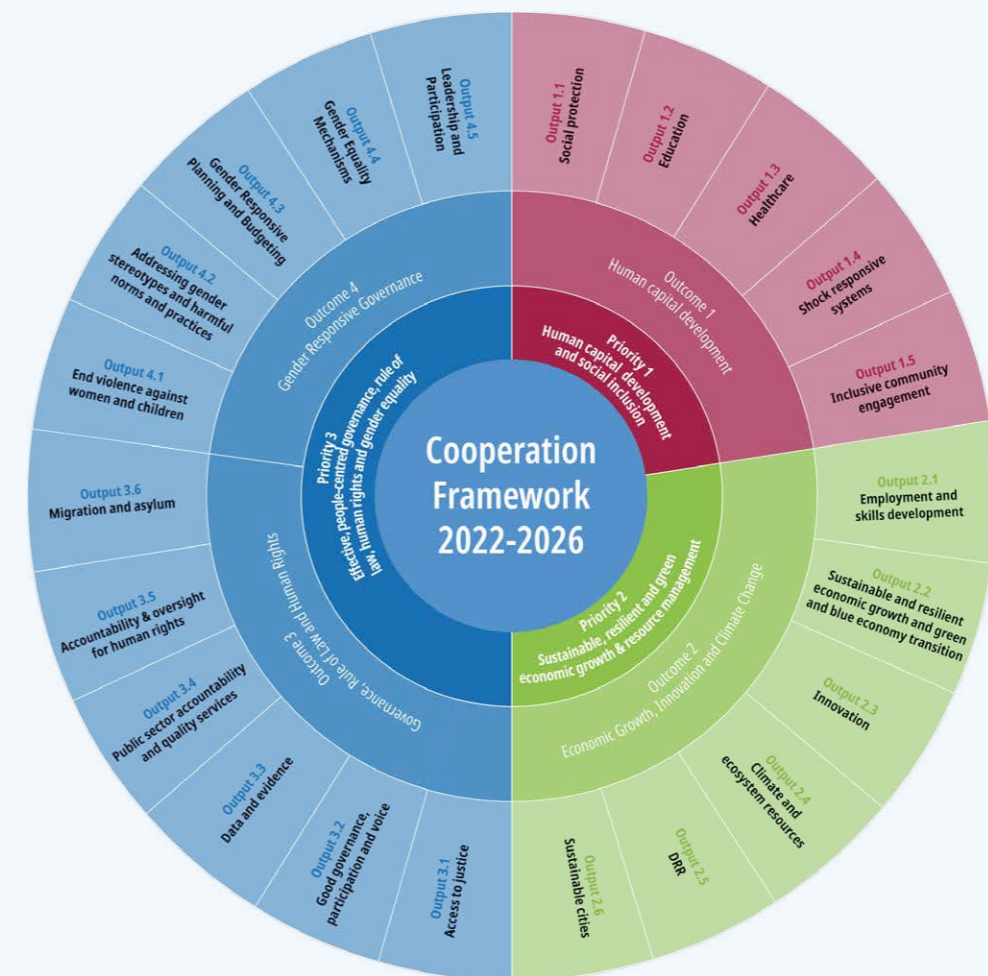 Cooperation
Framework
2022-2026
Priority 1
Human capital development
and social inclusion
Outcome 1
Human capital development
Output 1.1
Social protection
Output 1.2
Education
Output 1.3
Healthcare
Output 1.4
Shock responsive
systems
Output 1.5
Inclusive community
engagement
Priority 2
Sustainable, resilient and green
economic growth & resource management
Outcome 2
Economic Growth, Innovation and Climate Change
Output 2.1
Employment and
skills development
Output 2.2
Sustainable and resilient
economic growth and green
and blue economy transition
Output 2.3
Innovation
Output 2.4
Climate and
ecosystem resources
Output 2.5
DRR
Output 2.6
Sustainable cities
Priority 3
Effective, people-centred governance, rule of
law, human rights and gender equality
Outcome 3
Governance, Rule of Law and Human Rights
Output 3.1
Access to justice
Output 3.2
Good governance,
participation and voice
Output 3.3
Data and evidence
Output 3.4
Public sector accountability
and quality services
Output 3.5
Accountability & oversight
for human rights
Output 3.6
Migration and asylum
Outcome 4
Gender Responsive Governance
Output 4.1
End violence against
women and children
Output 4.2
Addressing gender
stereotypes and harmful
norms and practices
Output 4.3
Gender Responsive
Planning and Budgeting
Output 4.4
Gender Equality
Mechanisms
Output 4.5
Leadership and
Participation